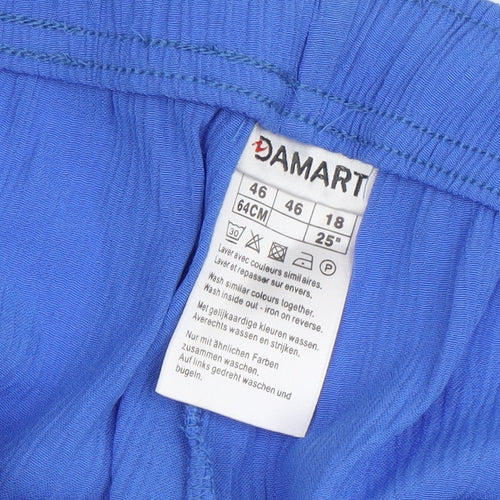 DAMART
46 46 18
64CM 25"
30 P
Laver avec couleurs similaires.
Laver et repasser sur envers.
Wash similar colours together.
Wash inside out - iron on reverse.
Met gelijkaardige kleuren wassen.
Averechts wassen en strijken.
Nur mit ähnlichen Farben
zusammen waschen.
Auf links gedreht waschen und
bügeln.